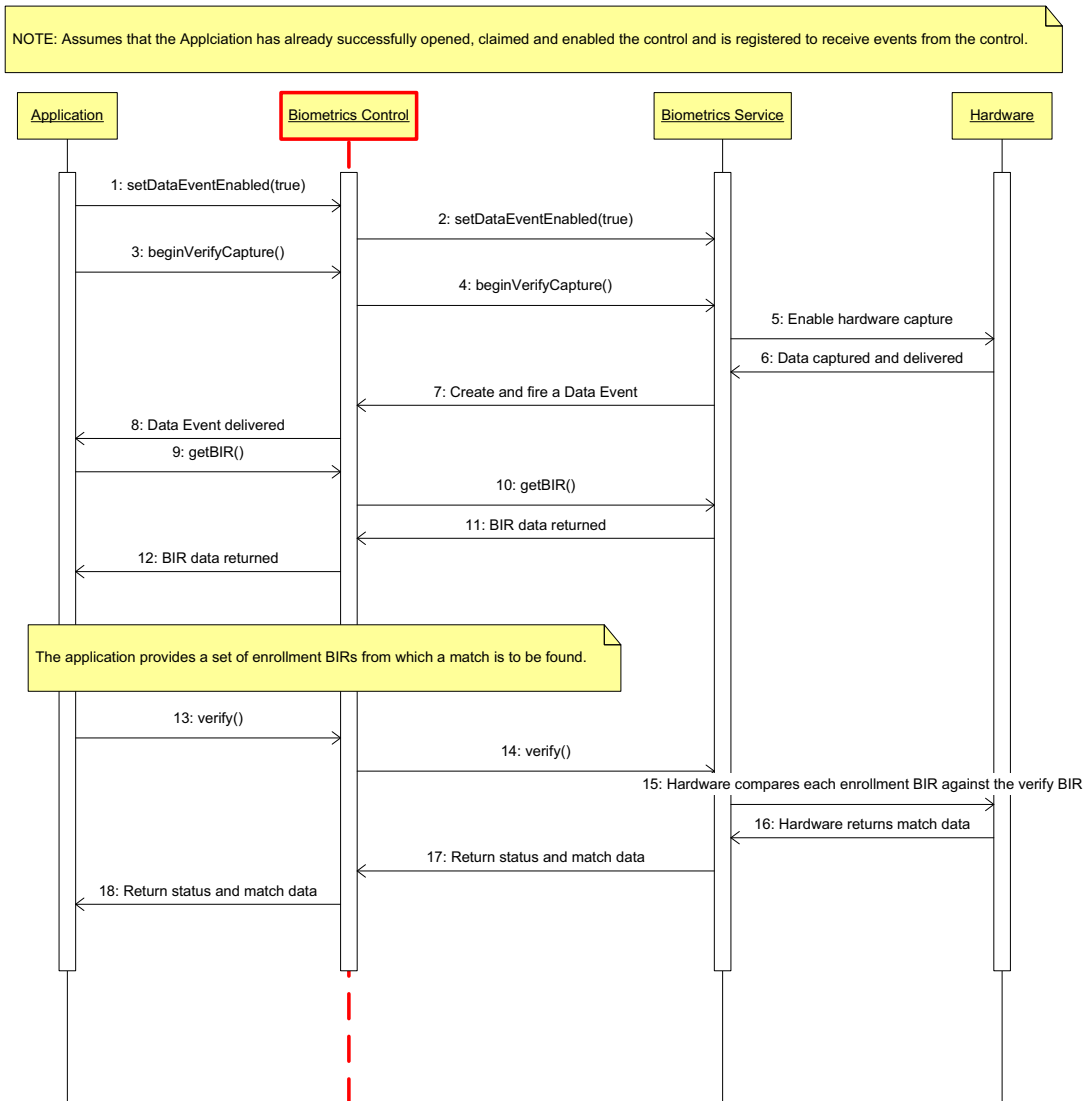 NOTE: Assumes that the Applciation has already successfully opened, claimed and enabled the control and is registered to receive events from the control.
Application
Biometrics Control
Biometrics Service
Hardware
1: setDataEventEnabled(true)
2: setDataEventEnabled(true)
3: beginVerifyCapture()
4: beginVerifyCapture()
5: Enable hardware capture
6: Data captured and delivered
7: Create and fire a Data Event
8: Data Event delivered
9: getBIR()
10: getBIR()
11: BIR data returned
12: BIR data returned
The application provides a set of enrollment BIRs from which a match is to be found.
13: verify()
14: verify()
15: Hardware compares each enrollment BIR against the verify BIR
16: Hardware returns match data
17: Return status and match data
18: Return status and match data